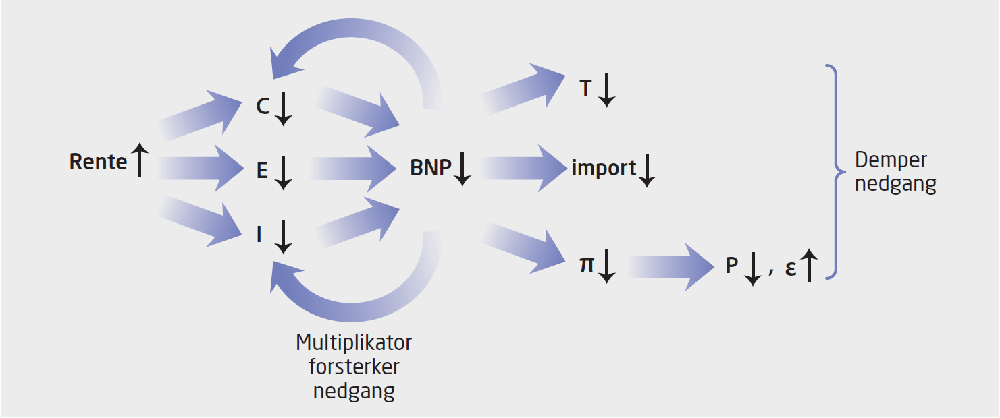 Rente ↑
C ↓
E ↓
I ↓
BNP ↓
T ↓
import ↓
π ↓
P ↓ , ε ↑
Demper
nedgang
Multiplikator
forsterker
nedgang